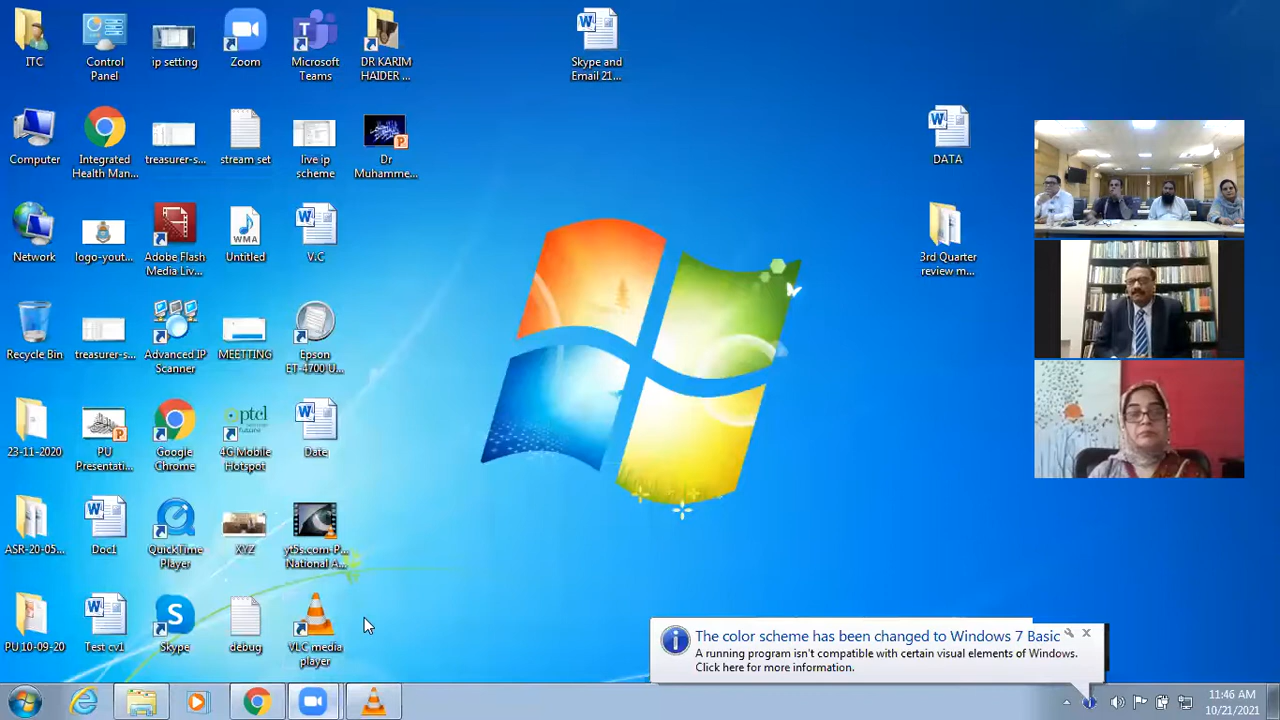 ITC
Control
Panel
ip setting
Zoom
Microsoft
Teams
DR KARIM
HAIDER ...
Skype and
Email 21...
Computer
Integrated
Health Man...
treasurer-s...
stream set
live ip
scheme
Dr
Muhamme...
DATA
Network
logo-yout...
Adobe Flash
Media Liv...
WMA
Untitled
V.C
3rd Quarter
review m...
Recycle Bin
treasurer-s...
Advanced IP
Scanner
MEETTING
Epson
ET-4700 U...
23-11-2020
PU
Presentati...
Google
Chrome
ptcl
4G Mobile
Hotspot
Date
ASR-20-05...
Doc1
QuickTime
Player
XYZ
yt5s.com-P...
National A...
PU 10-09-20
Test cv1
Skype
debug
VLC media
player
The color scheme has been changed to Windows 7 Basic
A running program isn't compatible with certain visual elements of Windows.
Click here for more information.
11:46 AM
10/21/2021